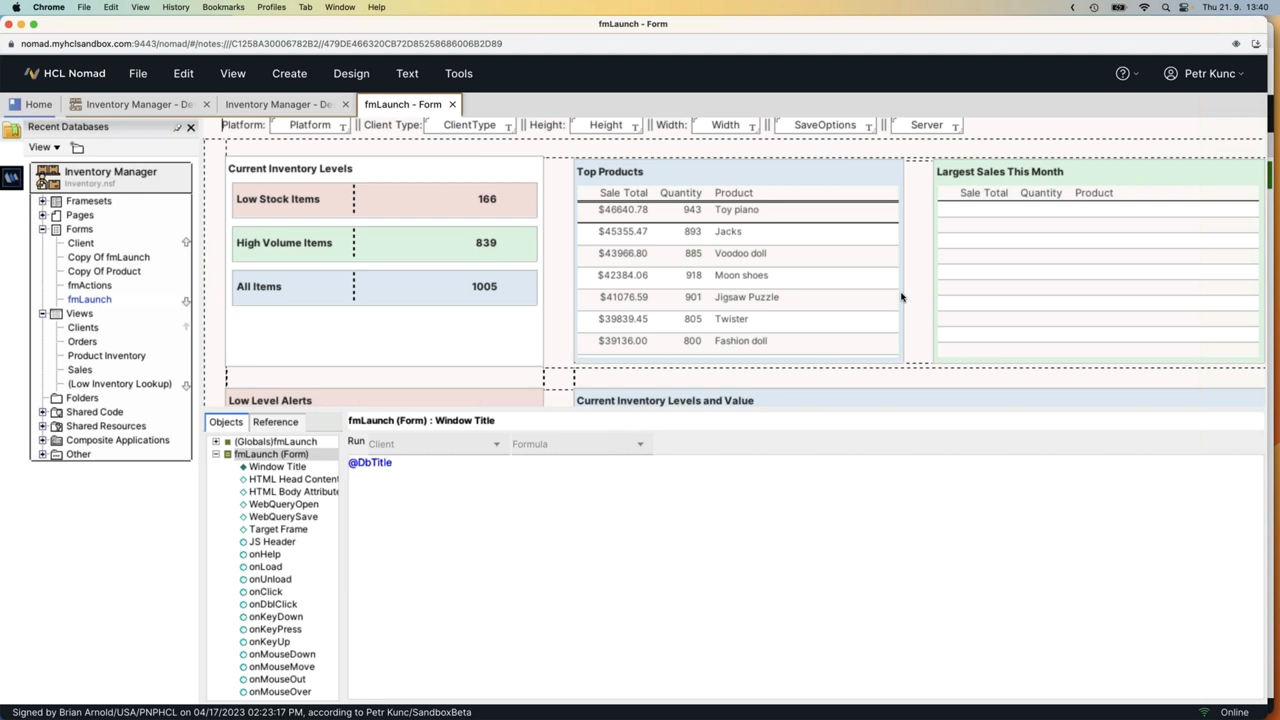 Chrome File Edit View History Bookmarks Profiles Tab Window Help Thu 21. 9. 13:40
fmLaunch - Form
nomad.myhclsandbox.com:9443/nomad/#/notes:///C1258A30006782B2//479DE466320CB72D85258686006B2D89
HCL Nomad File Edit View Create Design Text Tools Petr Kunc
Home Inventory Manager - De Inventory Manager - De. fmLaunch - Form
Recent Databases
View
Inventory Manager
Inventory.nsf
Framesets
Pages
Forms
Client
Copy Of fmLaunch
Copy Of Product
fmActions
fmLaunch
Views
Clients
Orders
Product Inventory
Sales
(Low Inventory Lookup)
Folders
Shared Code
Shared Resources
Composite Applications
Other
Platform: Platform T || Client Type: ClientType T || Height: Height T || Width: Width T || SaveOptions T || Server T
Current Inventory Levels
Low Stock Items 166
High Volume Items 839
All Items 1005
Top Products
Sale Total Quantity Product
$46640.78 943 Toy piano
$45355.47 893 Jacks
$43966.80 885 Voodoo doll
$42384.06 918 Moon shoes
$41076.59 901 Jigsaw Puzzle
$39839.45 805 Twister
$39136.00 800 Fashion doll
Largest Sales This Month
Sale Total Quantity Product
Low Level Alerts
Current Inventory Levels and Value
Objects Reference
(Globals)fmLaunch
fmLaunch (Form)
Window Title
HTML Head Content
HTML Body Attribute
WebQueryOpen
WebQuerySave
Target Frame
JS Header
onHelp
onLoad
onUnload
onClick
onDblClick
onKeyDown
onKeyPress
onKeyUp
onMouseDown
onMouseMove
onMouseOut
onMouseOver
fmLaunch (Form) : Window Title
Run Client Formula
@DbTitle
Signed by Brian Arnold/USA/PNPHCL on 04/17/2023 02:23:17 PM, according to Petr Kunc/SandboxBeta Online